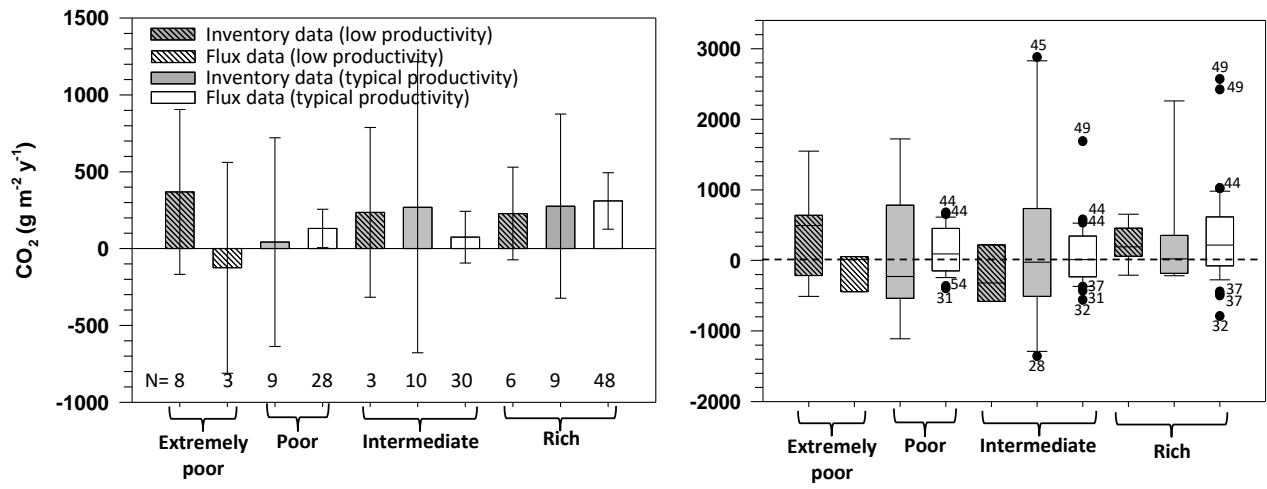 1500
Inventory data (low productivity)
Flux data (low productivity)
Inventory data (typical productivity)
Flux data (typical productivity)
1000
500
0
-500
-1000
CO2 (g m-2 y-1)
N= 8 3 9 28 3 10 30 6 9 48
Extremely poor
Poor
Intermediate
Rich
3000
2000
1000
0
-1000
-2000
45
49
49
49
44
44
44
44
44
54
31
37
31
32
28
37
37
32
Extremely
poor
Poor
Intermediate
Rich